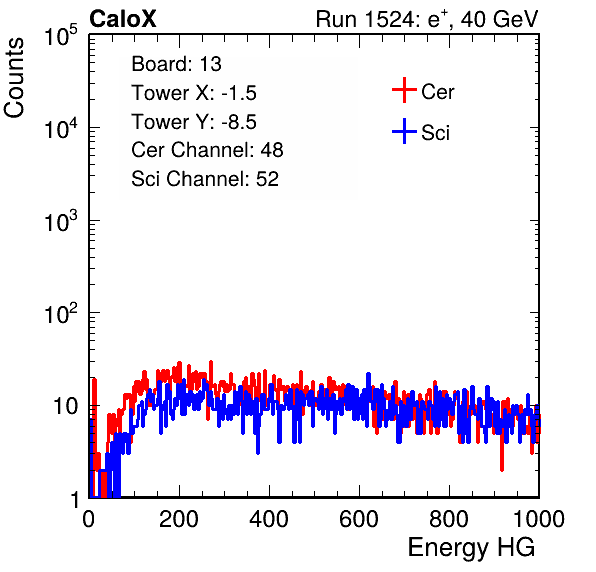 CaloX Run 1524: e+, 40 GeV
Counts
Board: 13
Tower X: -1.5
Tower Y: -8.5
Cer Channel: 48
Sci Channel: 52
Cer
Sci
10^5
10^4
10^3
10^2
10
1
0 200 400 600 800 1000
Energy HG